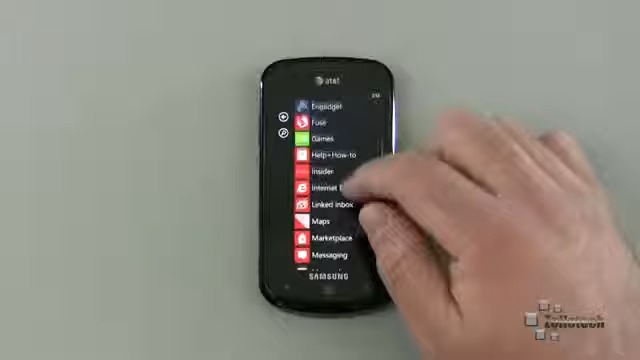 at&t
Engadget
Fuse
Games
Help+How-to
Insider
Internet
Linked inbox
Maps
Marketplace
Messaging
SAMSUNG